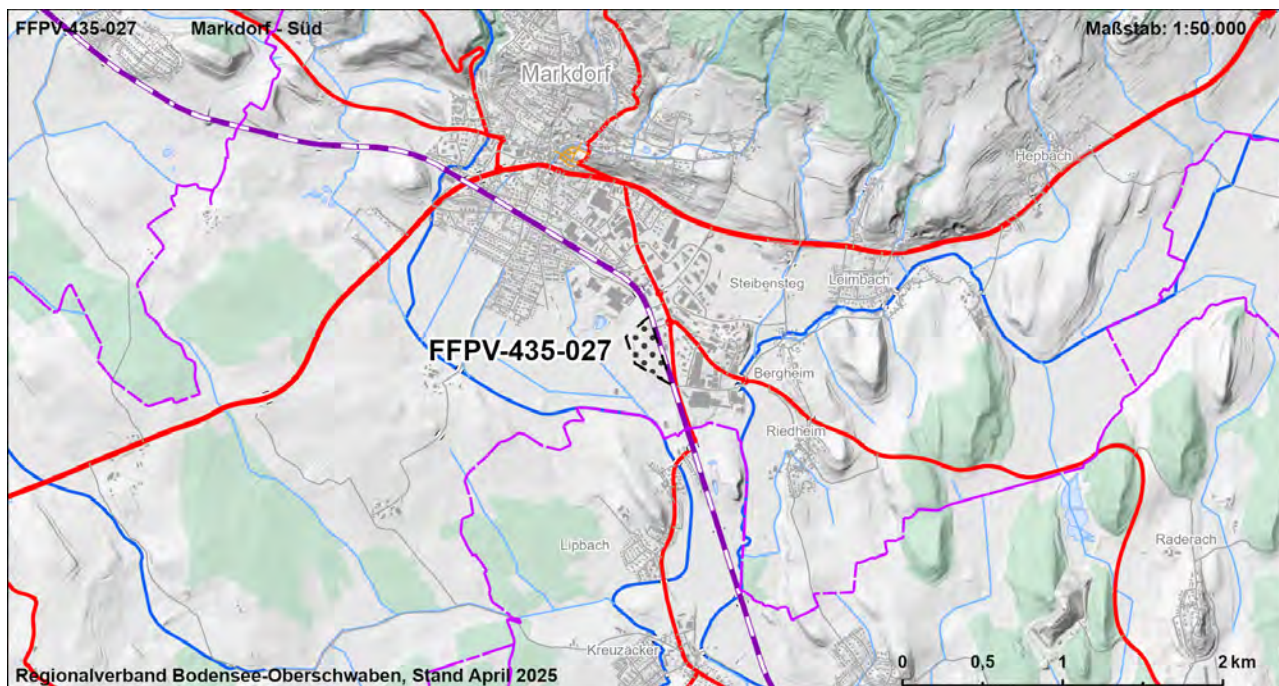 FFPV-435-027 Markdorf - Süd Maßstab: 1:50.000
Markdorf
Hepbach
Steibensteg
Leimbach
FFPV-435-027
Bergheim
Riedheim
Lipbach
Raderach
Kreuzäcker
0 0,5 1 2 km
Regionalverband Bodensee-Oberschwaben, Stand April 2025